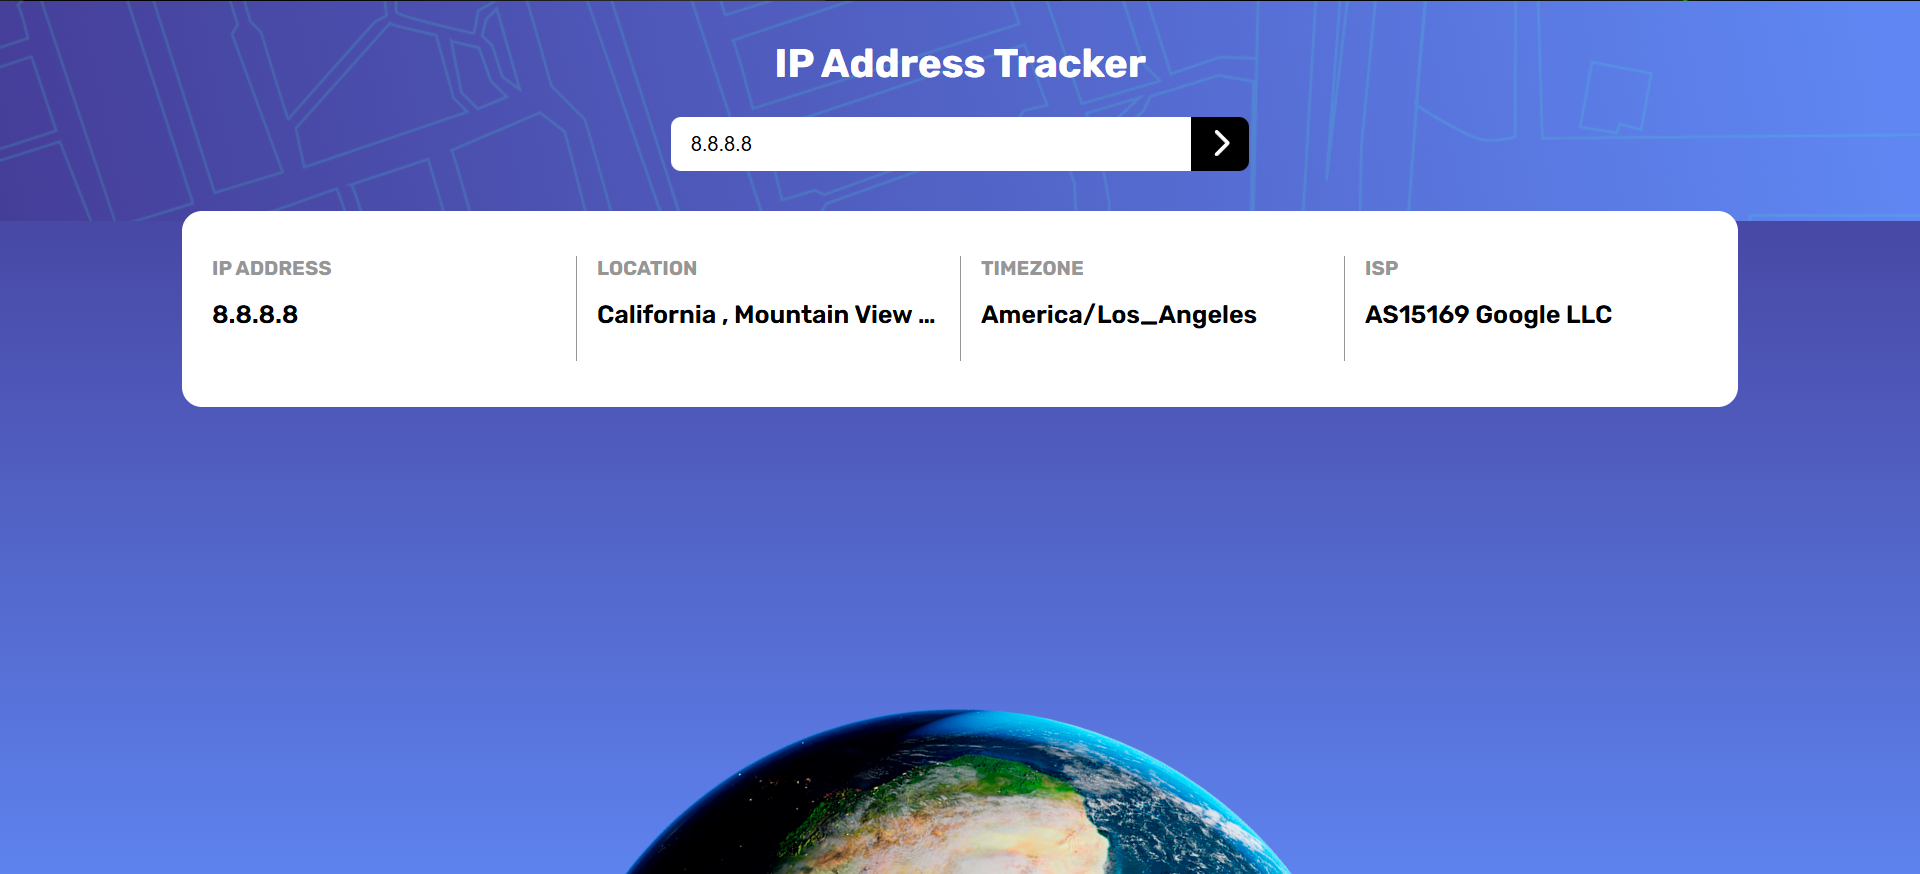 IP Address Tracker
8.8.8.8
IP ADDRESS
8.8.8.8
LOCATION
California , Mountain View ...
TIMEZONE
America/Los_Angeles
ISP
AS15169 Google LLC